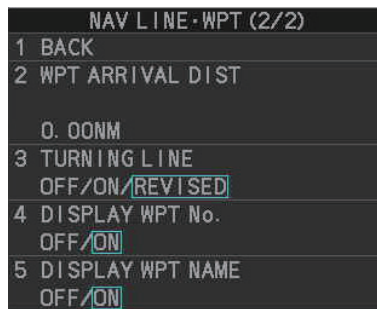 NAV LINE·WPT (2/2)
1 BACK
2 WPT ARRIVAL DIST
0.00NM
3 TURNING LINE
OFF/ON/REVISED
4 DISPLAY WPT No.
OFF/ON
5 DISPLAY WPT NAME
OFF/ON